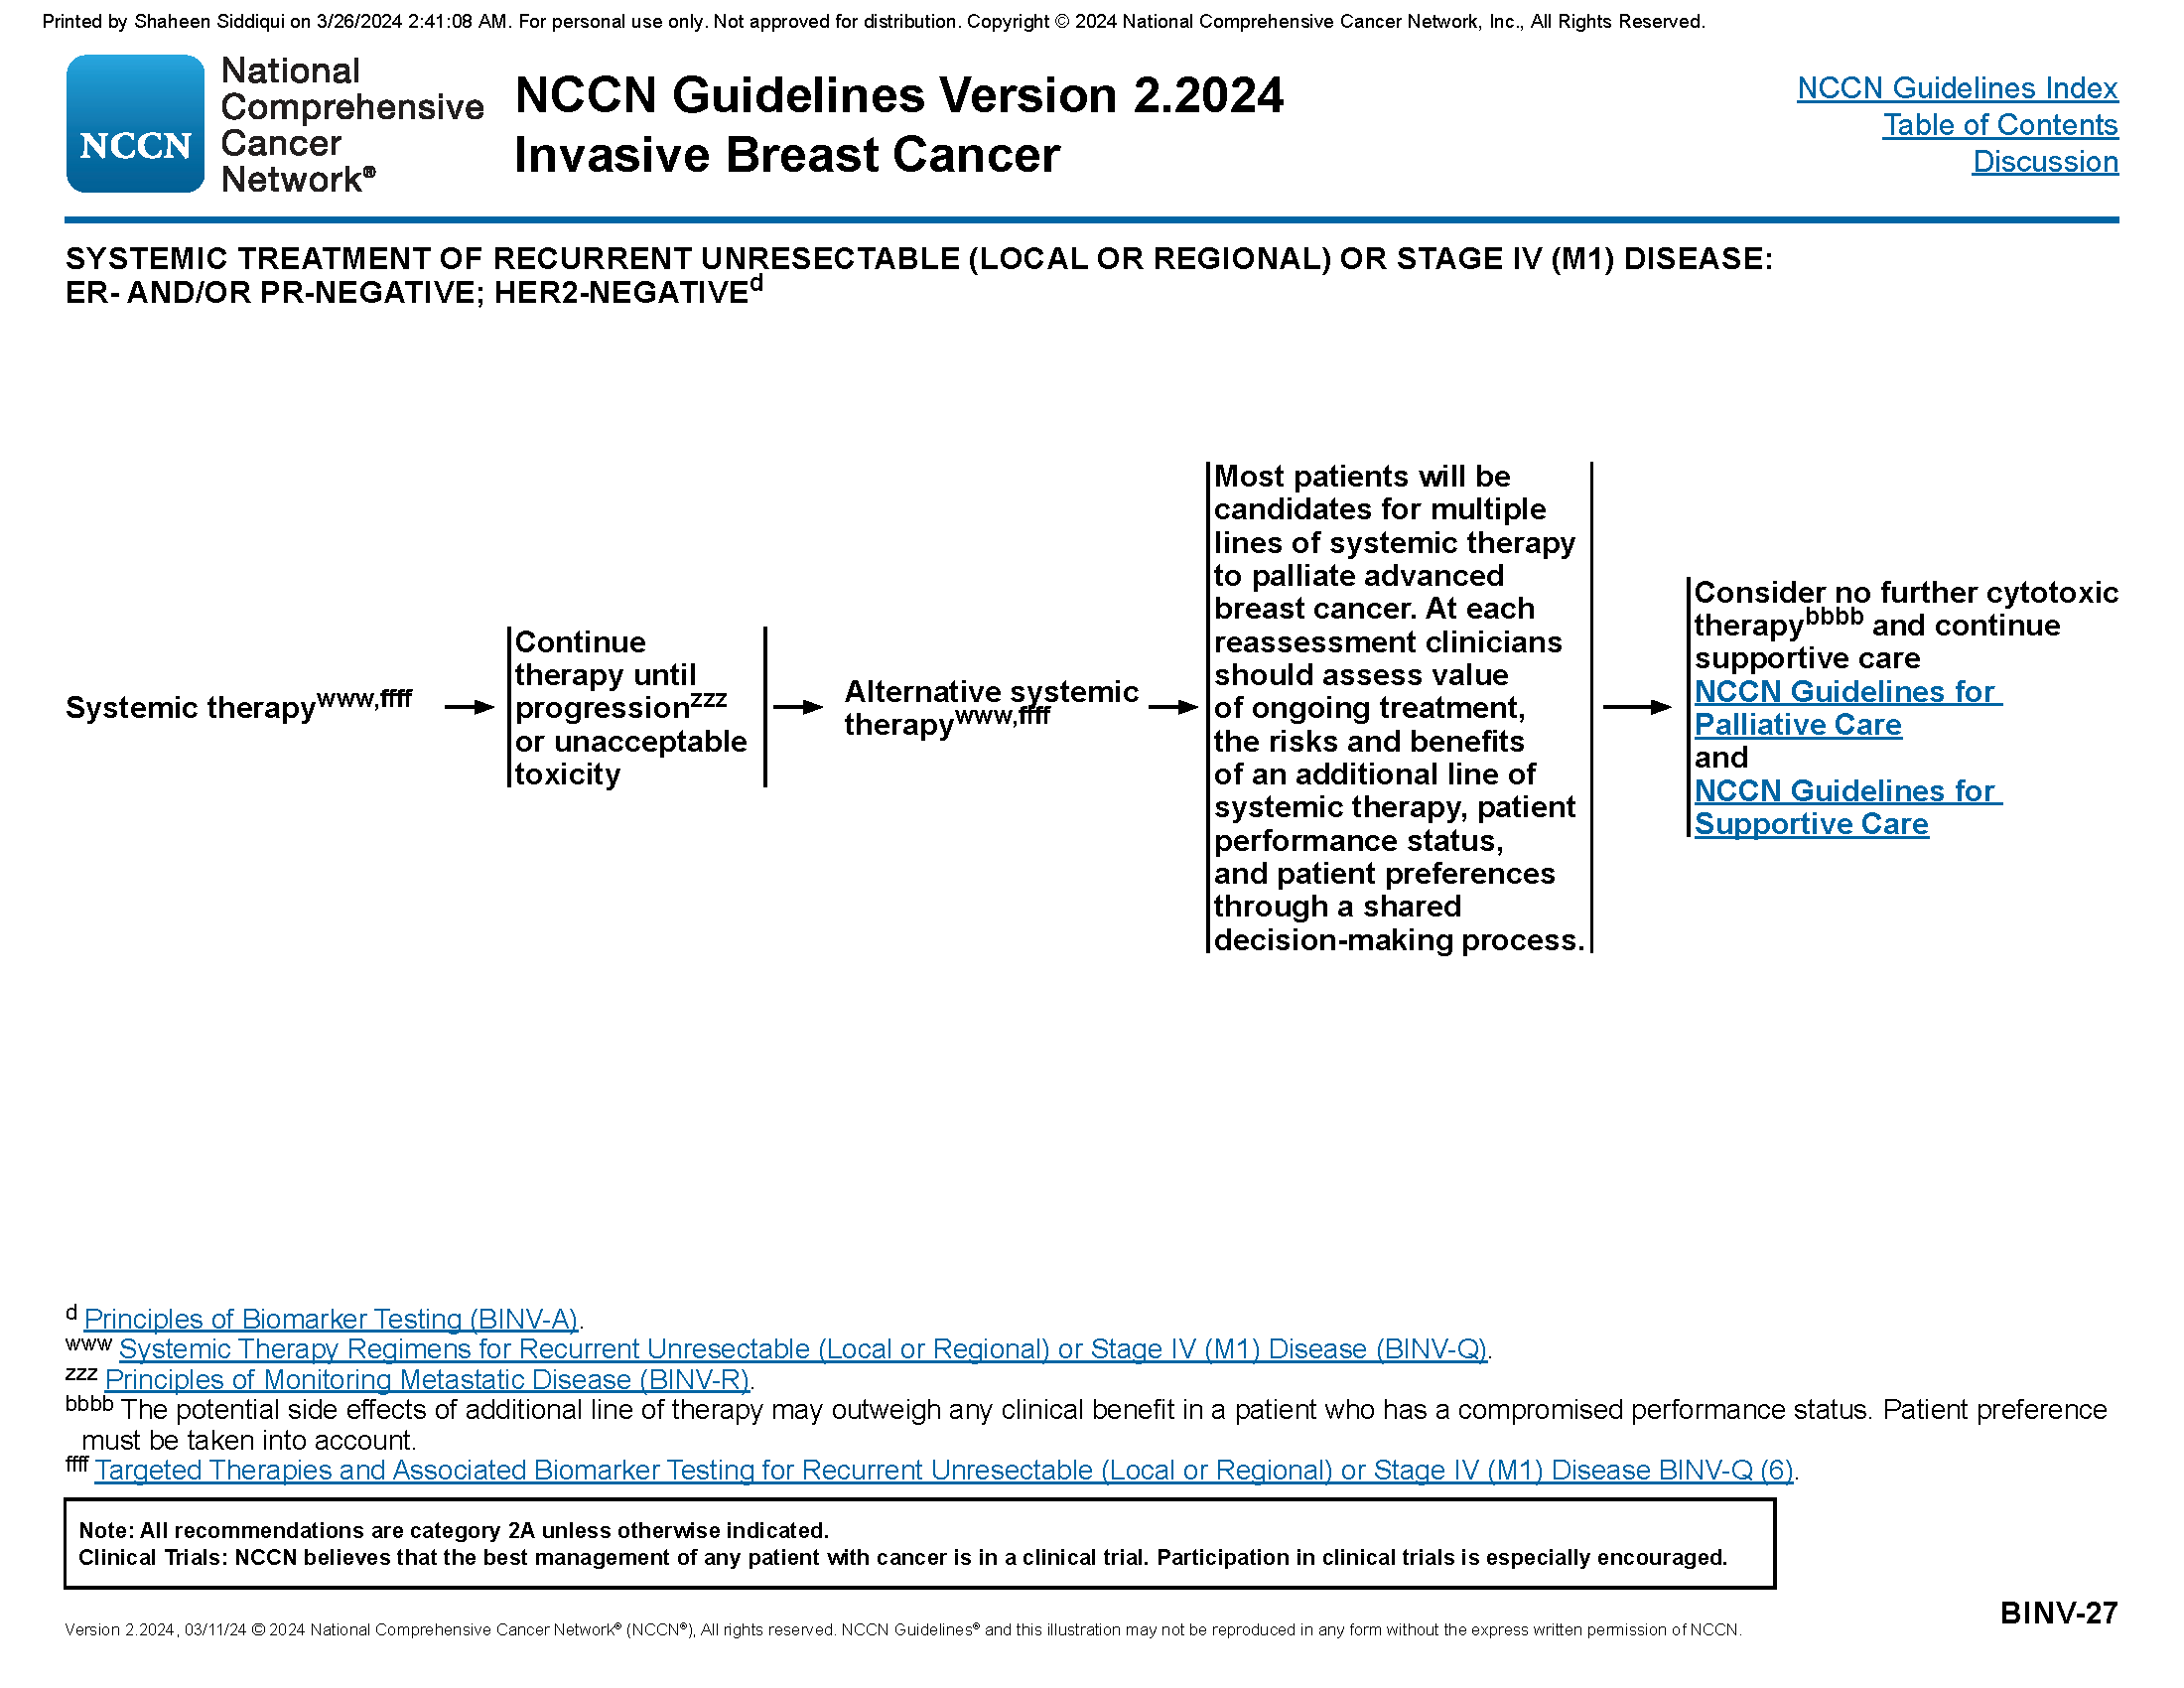 Printed by Shaheen Siddiqui on 3/26/2024 2:41:08 AM. For personal use only. Not approved for distribution. Copyright © 2024 National Comprehensive Cancer Network, Inc., All Rights Reserved.
NCCN
National
Comprehensive
Cancer
Network®
NCCN Guidelines Version 2.2024
Invasive Breast Cancer
NCCN Guidelines Index
Table of Contents
Discussion
SYSTEMIC TREATMENT OF RECURRENT UNRESECTABLE (LOCAL OR REGIONAL) OR STAGE IV (M1) DISEASE:
ER- AND/OR PR-NEGATIVE; HER2-NEGATIVEd
Systemic therapywww,ffff
Continue
therapy until
progressionzzz
or unacceptable
toxicity
Alternative systemic
therapywww,ffff
Most patients will be
candidates for multiple
lines of systemic therapy
to palliate advanced
breast cancer. At each
reassessment clinicians
should assess value
of ongoing treatment,
the risks and benefits
of an additional line of
systemic therapy, patient
performance status,
and patient preferences
through a shared
decision-making process.
Consider no further cytotoxic
therapybbbb and continue
supportive care
NCCN Guidelines for
Palliative Care
and
NCCN Guidelines for
Supportive Care
d Principles of Biomarker Testing (BINV-A).
www Systemic Therapy Regimens for Recurrent Unresectable (Local or Regional) or Stage IV (M1) Disease (BINV-Q).
zzz Principles of Monitoring Metastatic Disease (BINV-R).
bbbb The potential side effects of additional line of therapy may outweigh any clinical benefit in a patient who has a compromised performance status. Patient preference
must be taken into account.
ffff Targeted Therapies and Associated Biomarker Testing for Recurrent Unresectable (Local or Regional) or Stage IV (M1) Disease BINV-Q (6).
Note: All recommendations are category 2A unless otherwise indicated.
Clinical Trials: NCCN believes that the best management of any patient with cancer is in a clinical trial. Participation in clinical trials is especially encouraged.
BINV-27
Version 2.2024, 03/11/24 © 2024 National Comprehensive Cancer Network® (NCCN®), All rights reserved. NCCN Guidelines® and this illustration may not be reproduced in any form without the express written permission of NCCN.